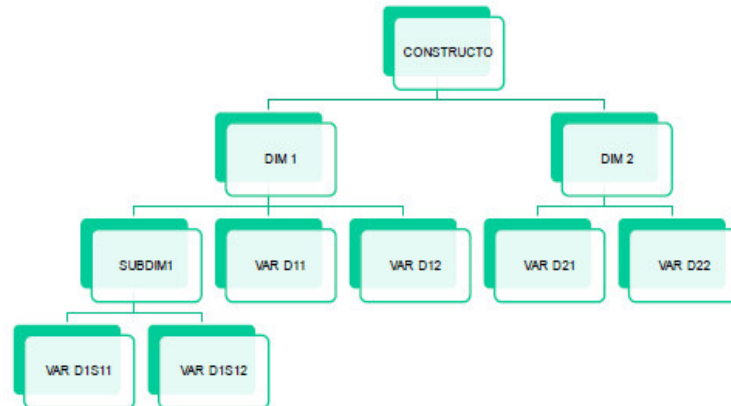 CONSTRUCTO
DIM 1
DIM 2
SUBDIM1
VAR D11
VAR D12
VAR D21
VAR D22
VAR D1S11
VAR D1S12